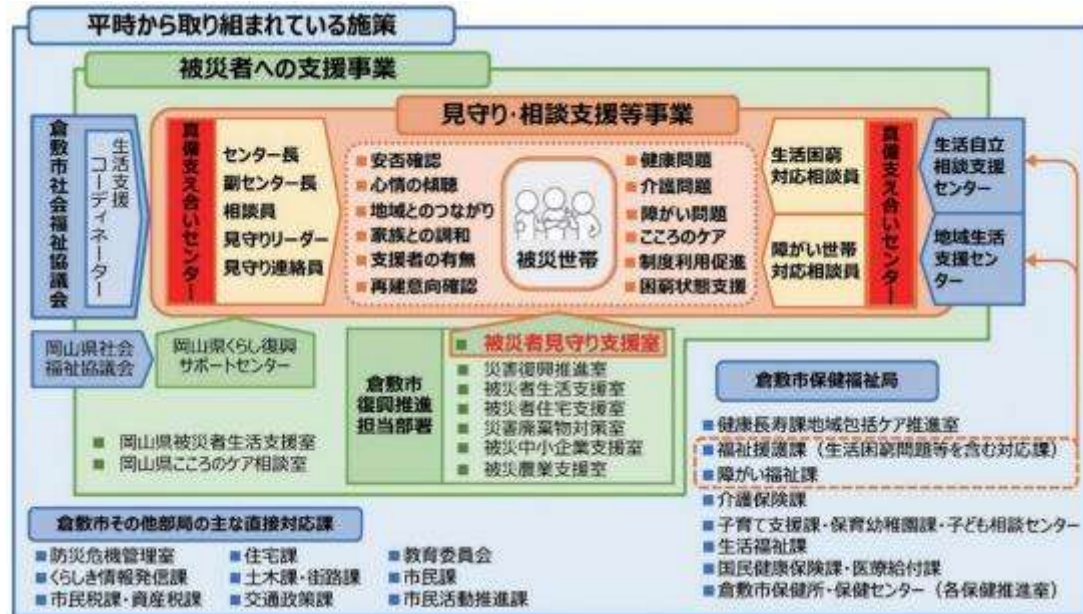 平時から取り組まれている施策
被災者への支援事業
見守り・相談支援等事業
倉敷市社会福祉協議会
生活支援
コーディネーター
真備支え合いセンター
センター長
副センター長
相談員
見守りリーダー
見守り連絡員
■安否確認
■心情の傾聴
■地域とのつながり
■家族との調和
■支援者の有無
■再建意向確認
被災世帯
■健康問題
■介護問題
■障がい問題
■こころのケア
■制度利用促進
■困窮状態支援
生活困窮
対応相談員
障がい世帯
対応相談員
真備支え合いセンター
生活自立
相談支援
センター
地域生活
支援セン
ター
岡山県社会
福祉協議会
岡山県くらし復興
サポートセンター
■岡山県被災者生活支援室
■岡山県こころのケア相談室
倉敷市
復興推進
担当部署
■被災者見守り支援室
■災害復興推進室
■被災者生活支援室
■被災者住宅支援室
■災害廃棄物対策室
■被災中小企業支援室
■被災農業支援室
倉敷市保健福祉局
■健康長寿課地域包括ケア推進室
■福祉援護課（生活困窮問題等を含む対応課）
■障がい福祉課
■介護保険課
■子育て支援課・保育幼稚園課・子ども相談センター
■生活福祉課
■国民健康保険課・医療給付課
■倉敷市保健所・保健センター（各保健推進室）
倉敷市その他部局の主な直接対応課
■防災危機管理室
■くらしき情報発信課
■市民税課・資産税課
■住宅課
■土木課・街路課
■交通政策課
■教育委員会
■市民課
■市民活動推進課